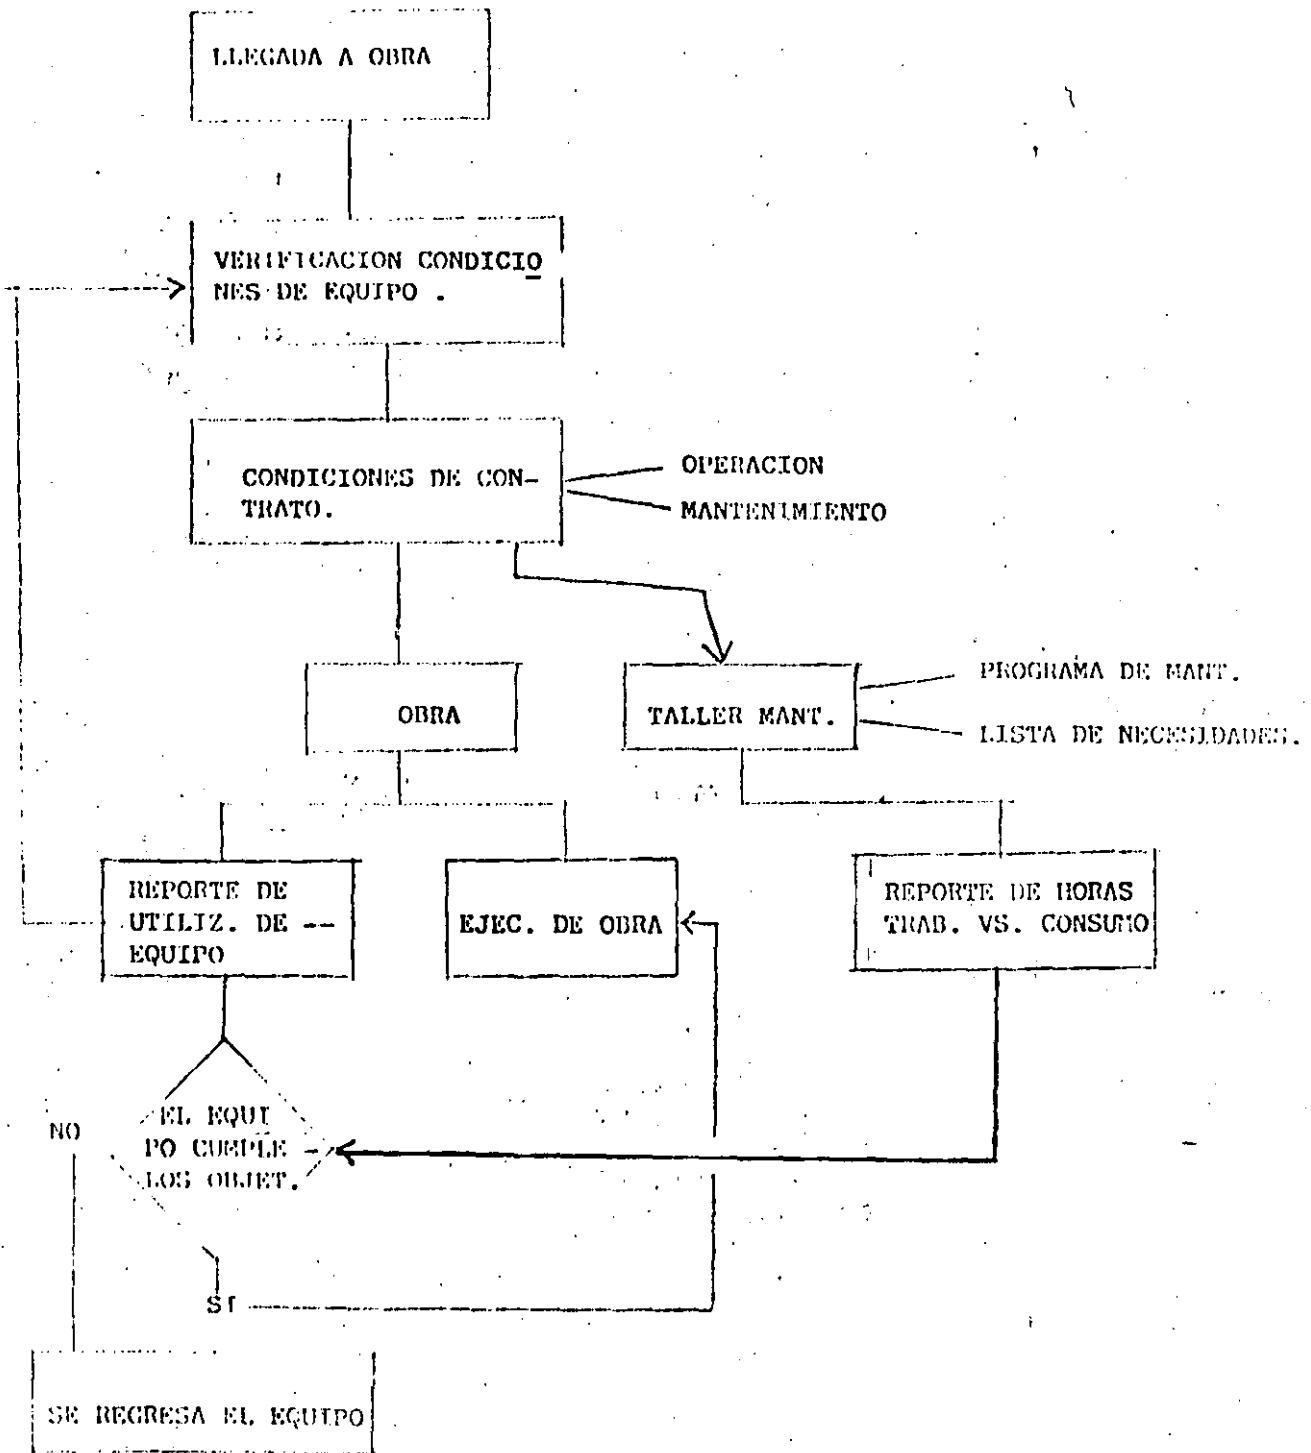 LLEGADA A OBRA
VERIFICACION CONDICIO
NES DE EQUIPO .
CONDICIONES DE CON-
TRATO.
OPERACION
MANTENIMIENTO
OBRA
TALLER MANT.
PROGRAMA DE MANT.
LISTA DE NECESIDADES.
REPORTE DE
UTILIZ. DE --
EQUIPO
EJEC. DE OBRA
REPORTE DE HORAS
TRAB. VS. CONSUMO
NO
EL EQUI
PO CUMPLE -
LOS OBJET.
SI
SE REGRESA EL EQUIPO